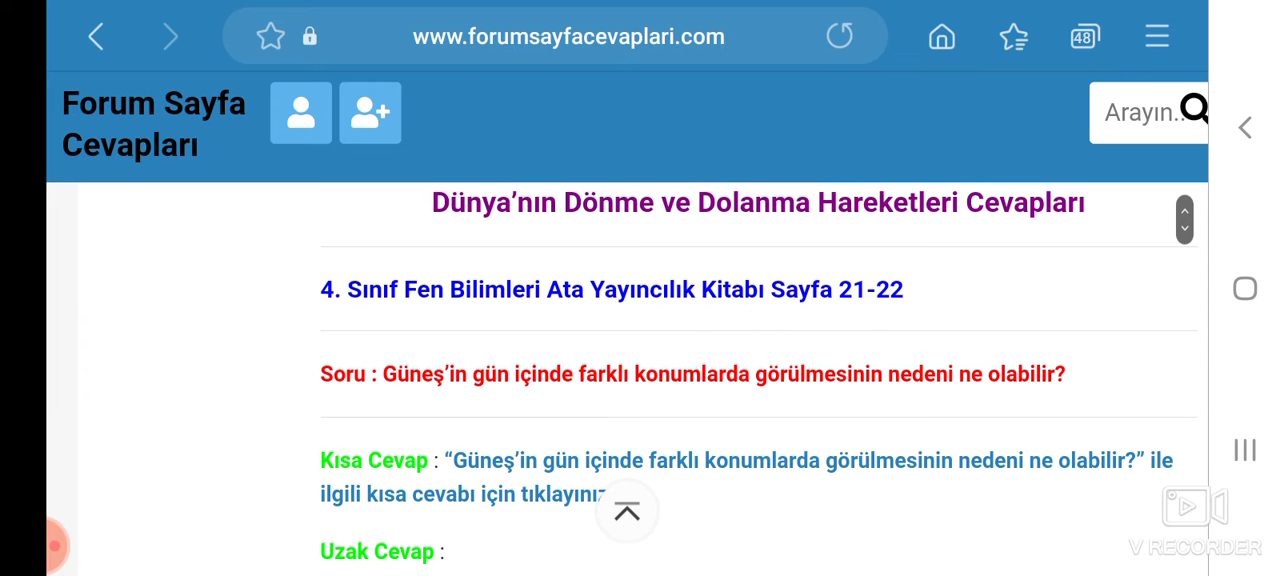 www.forumsayfacevaplari.com
48
Forum Sayfa
Cevapları
Arayın..
Dünya’nın Dönme ve Dolanma Hareketleri Cevapları
4. Sınıf Fen Bilimleri Ata Yayıncılık Kitabı Sayfa 21-22
Soru : Güneş’in gün içinde farklı konumlarda görülmesinin nedeni ne olabilir?
Kısa Cevap : “Güneş’in gün içinde farklı konumlarda görülmesinin nedeni ne olabilir?” ile
ilgili kısa cevabı için tıklayınız
Uzak Cevap :
V RECORDER